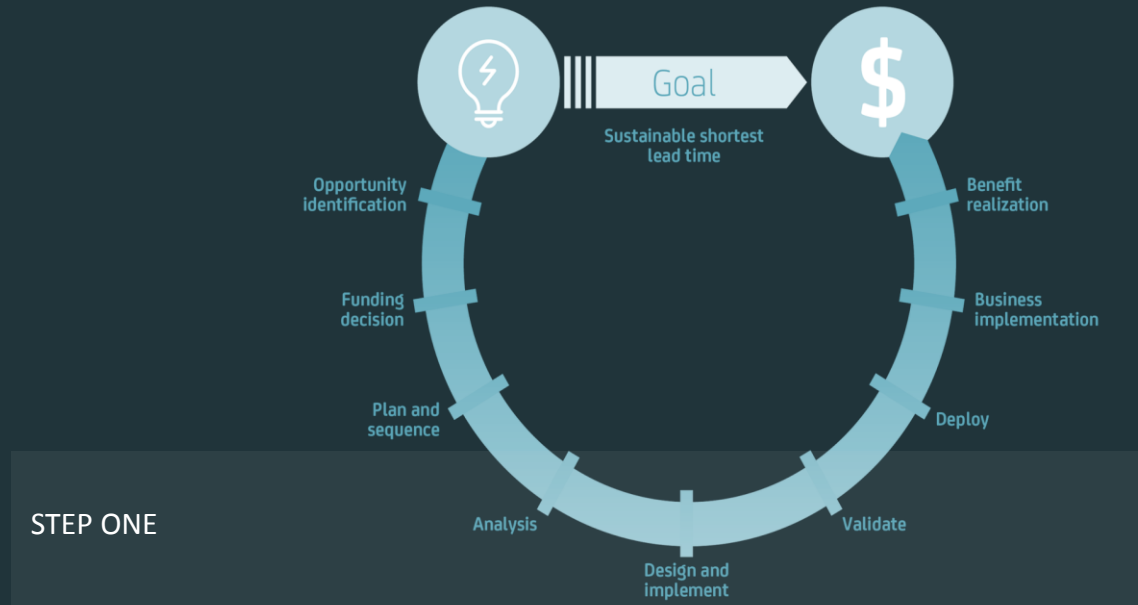 Goal
$
Sustainable shortest
lead time
Opportunity
identification
Funding
decision
Plan and
sequence
Analysis
Design and
implement
Validate
Deploy
Business
implementation
Benefit
realization
STEP ONE